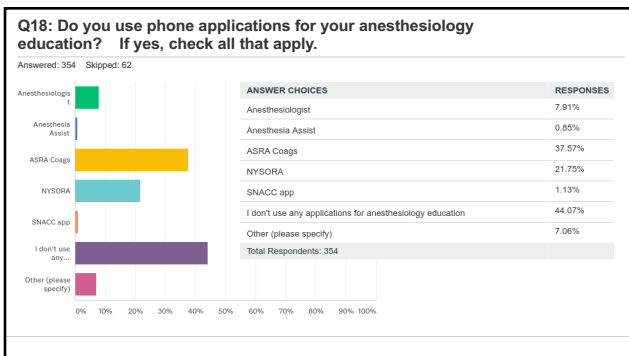 Q18: Do you use phone applications for your anesthesiology
education? If yes, check all that apply.
Answered: 354 Skipped: 62
Anesthesiologis
t
Anesthesia
Assist
ASRA Coags
NYSORA
SNACC app
I don't use
any...
Other (please
specify)
0% 10% 20% 30% 40% 50% 60% 70% 80% 90% 100%
ANSWER CHOICES RESPONSES
Anesthesiologist 7.91%
Anesthesia Assist 0.85%
ASRA Coags 37.57%
NYSORA 21.75%
SNACC app 1.13%
I don't use any applications for anesthesiology education 44.07%
Other (please specify) 7.06%
Total Respondents: 354